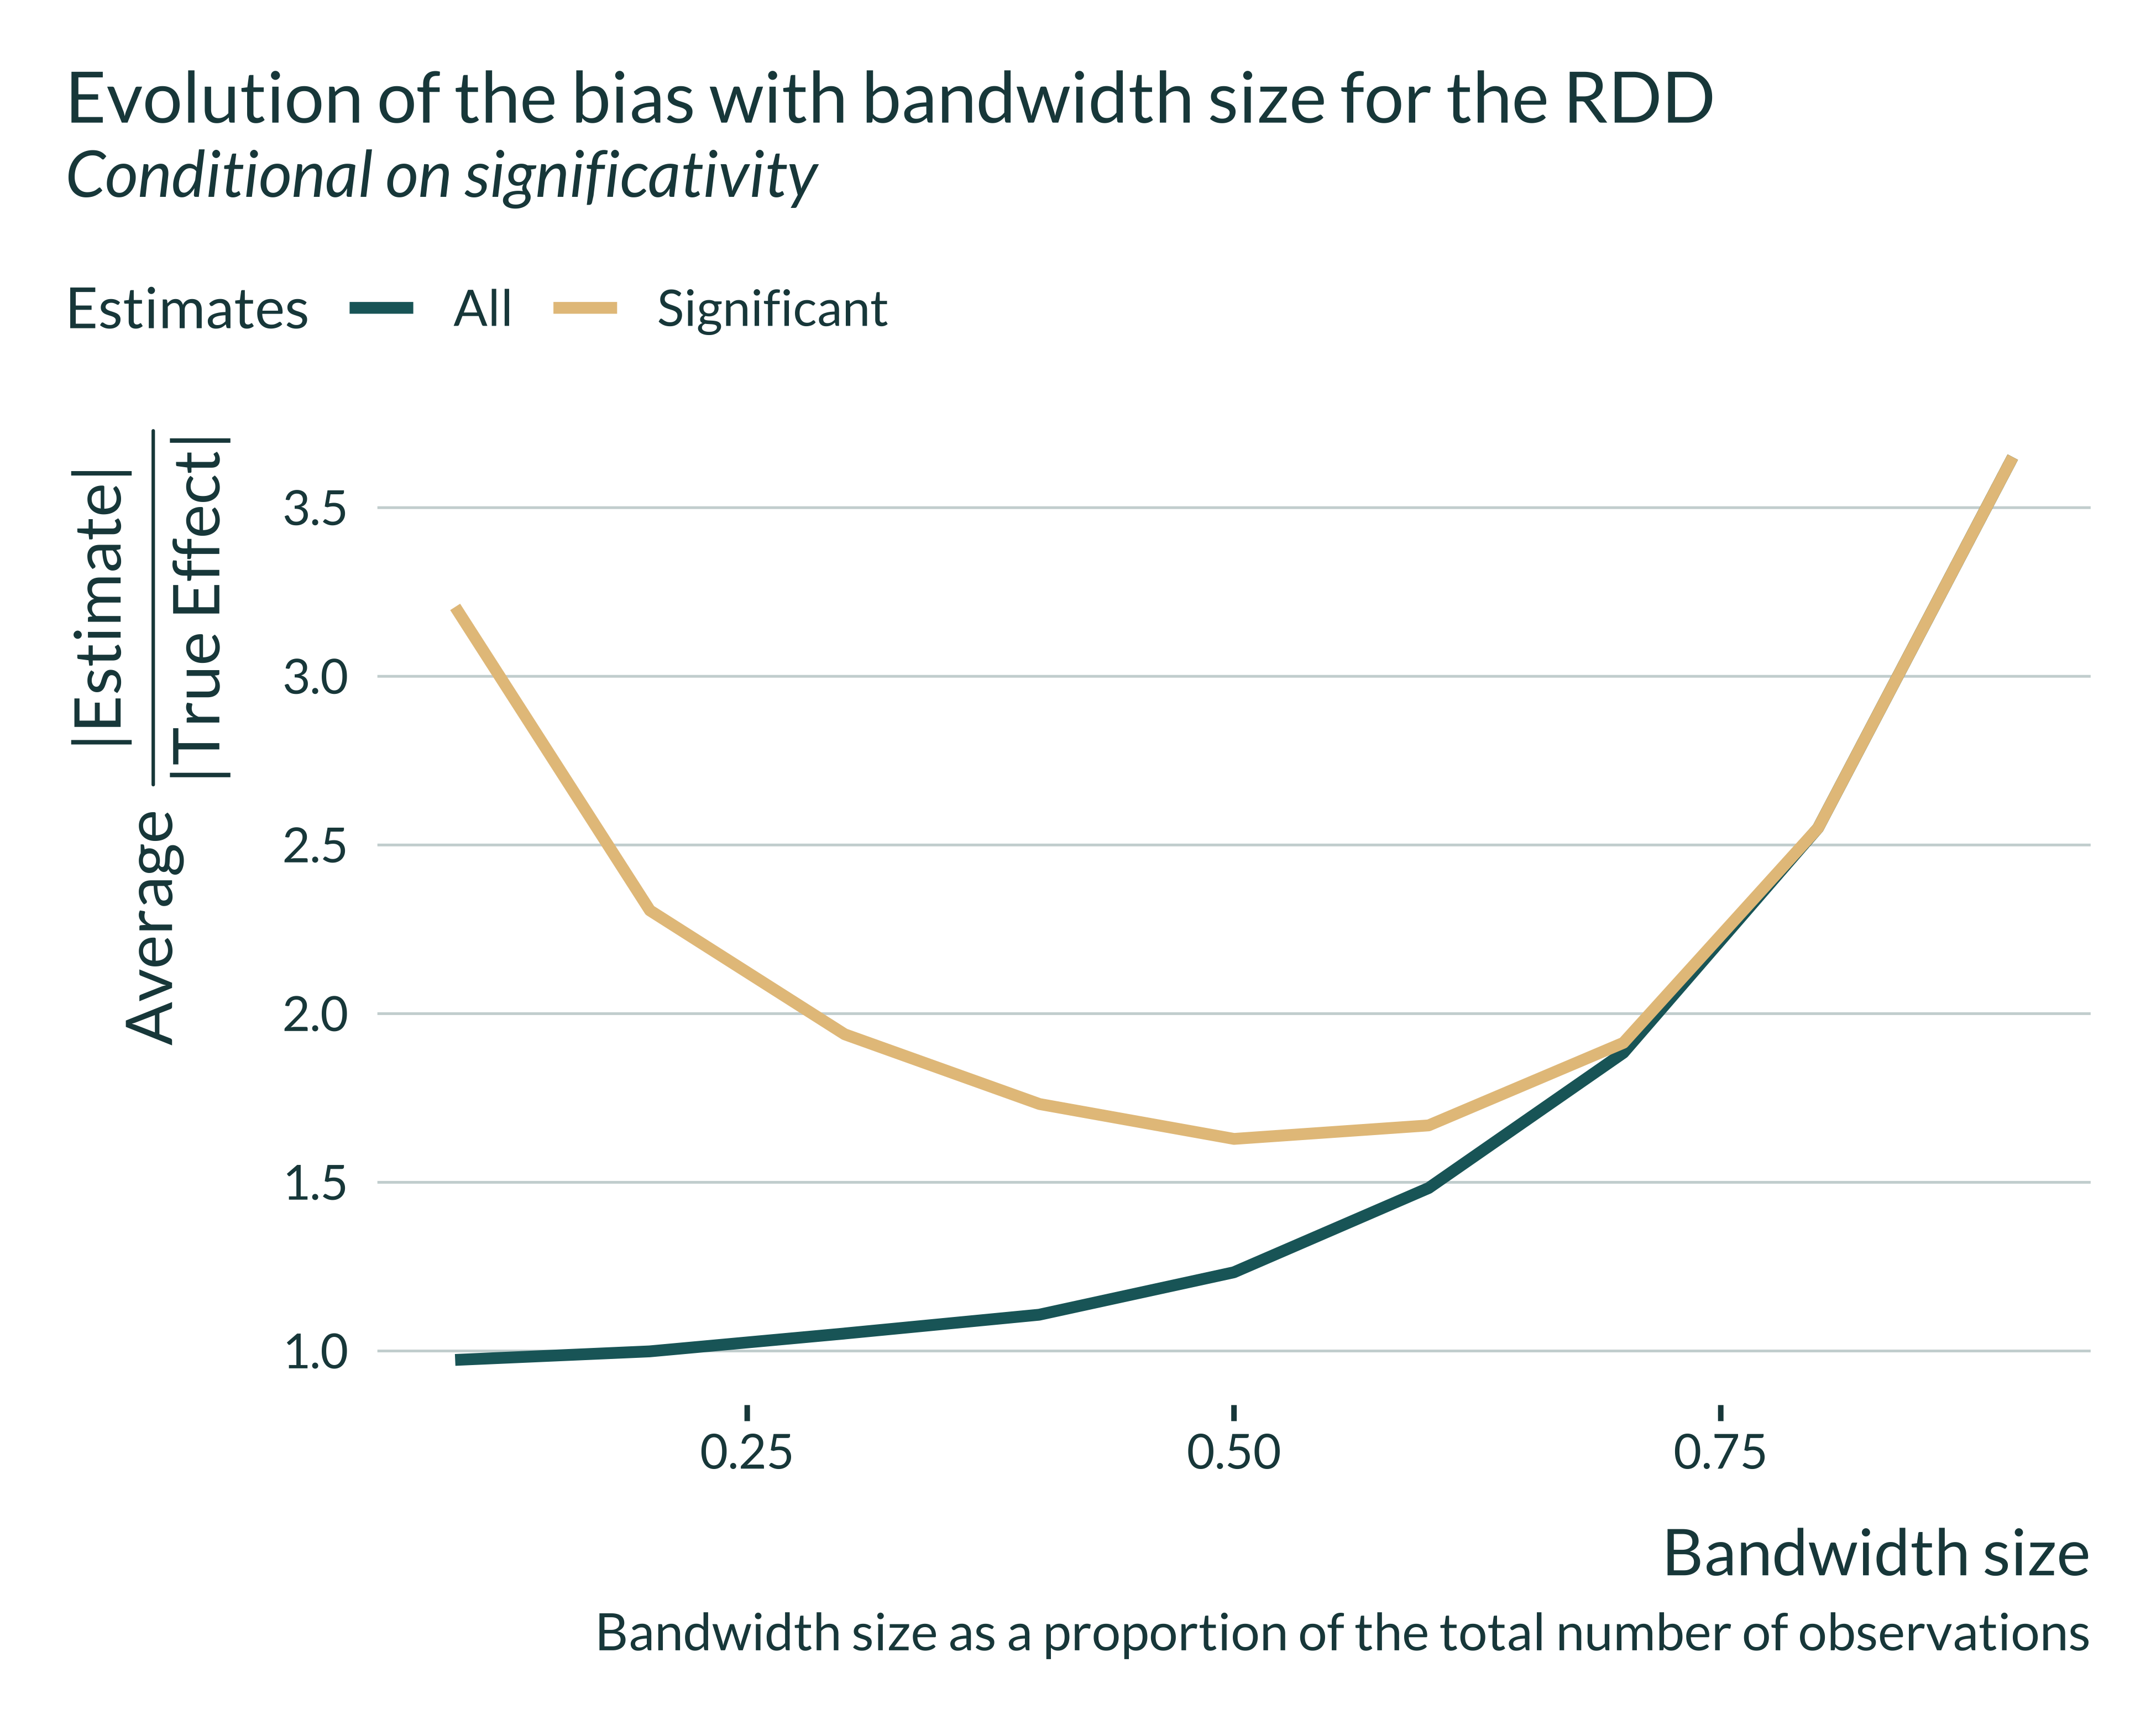 Evolution of the bias with bandwidth size for the RDD
Conditional on significativity
Estimates All Significant
Average |Estimate| / |True Effect|
3.5
3.0
2.5
2.0
1.5
1.0
0.25 0.50 0.75
Bandwidth size
Bandwidth size as a proportion of the total number of observations